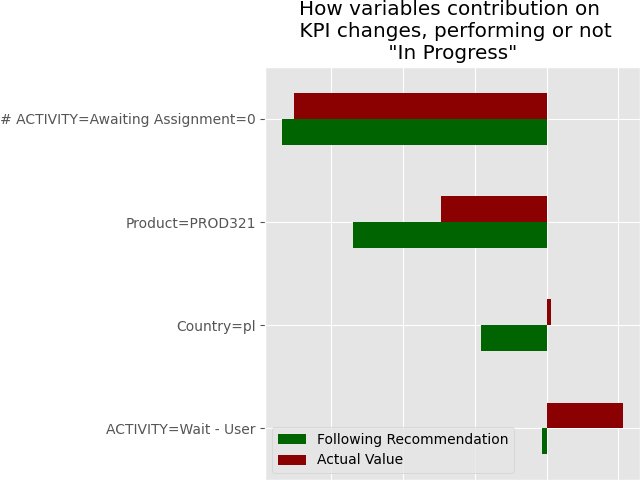 How variables contribution on
KPI changes, performing or not
"In Progress"
# ACTIVITY=Awaiting Assignment=0
Product=PROD321
Country=pl
ACTIVITY=Wait - User
Following Recommendation
Actual Value